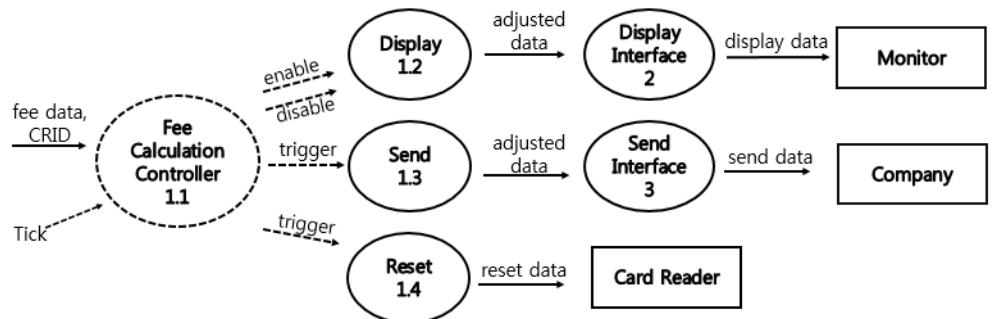 fee data,
CRID
Tick
Fee
Calculation
Controller
1.1
enable
disable
trigger
trigger
Display
1.2
adjusted
data
Display
Interface
2
display data
Monitor
Send
1.3
adjusted
data
Send
Interface
3
send data
Company
Reset
1.4
reset data
Card Reader